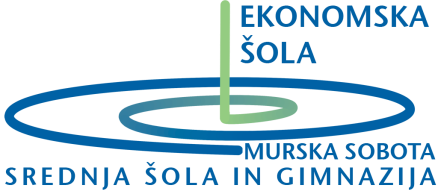 EKONOMSKA
ŠOLA
MURSKA SOBOTA
SREDNJA ŠOLA IN GIMNAZIJA